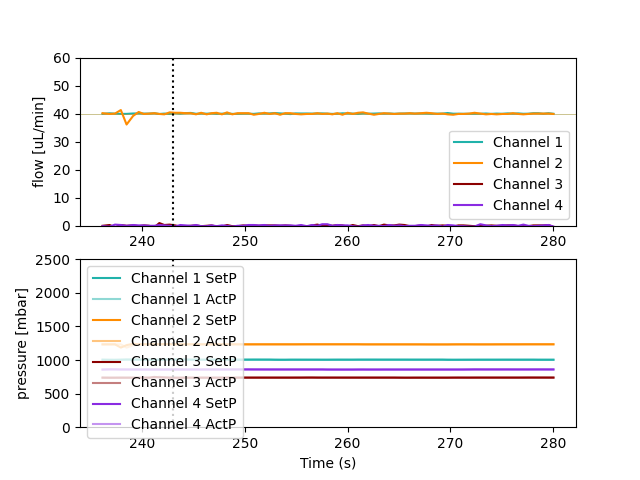 60
50
40
30
20
10
0
flow [uL/min]
Channel 1
Channel 2
Channel 3
Channel 4
240
250
260
270
280
2500
2000
1500
1000
500
0
pressure [mbar]
Channel 1 SetP
Channel 1 ActP
Channel 2 SetP
Channel 2 ActP
Channel 3 SetP
Channel 3 ActP
Channel 4 SetP
Channel 4 ActP
240
250
260
270
280
Time (s)